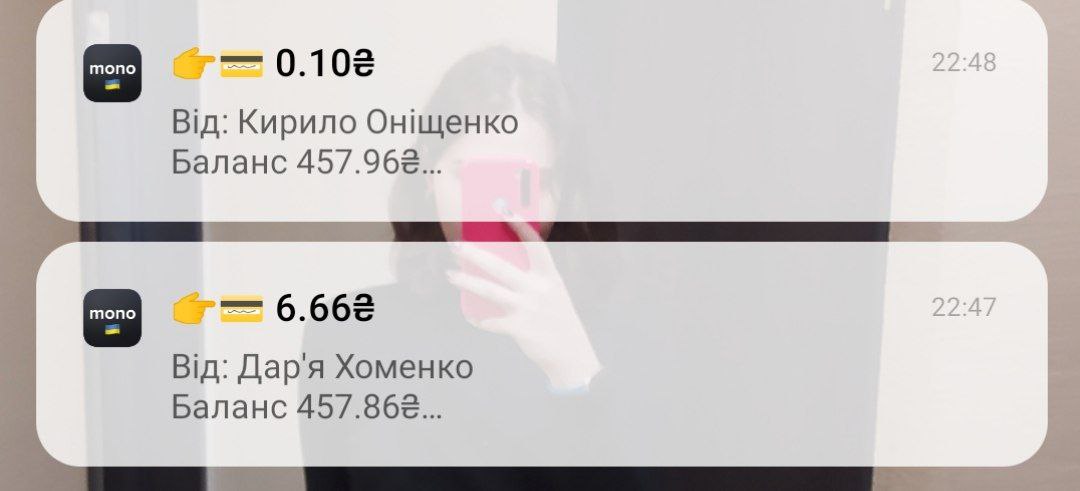 mono 👉💳 0.10₴ 22:48
Від: Кирило Оніщенко
Баланс 457.96₴...
mono 👉💳 6.66₴ 22:47
Від: Дар'я Хоменко
Баланс 457.86₴...